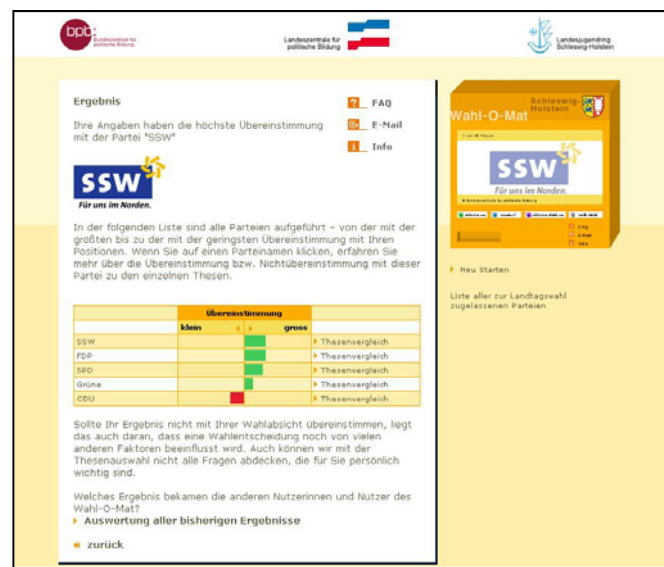 bpb:
Bundeszentrale für
politische Bildung
Landeszentrale für
politische Bildung
Landesjugendring
Schleswig-Holstein
Ergebnis
Ihre Angaben haben die höchste Übereinstimmung
mit der Partei "SSW"
? FAQ
E-Mail
i Info
SSW
Für uns im Norden.
In der folgenden Liste sind alle Parteien aufgeführt - von der mit der
größten bis zu der mit der geringsten Übereinstimmung mit Ihren
Positionen. Wenn Sie auf einen Parteinamen klicken, erfahren Sie
mehr über die Übereinstimmung bzw. Nichtübereinstimmung mit dieser
Partei zu den einzelnen Thesen.
Übereinstimmung
klein gross
SSW Thesenvergleich
FDP Thesenvergleich
SPD Thesenvergleich
Grüne Thesenvergleich
CDU Thesenvergleich
Sollte Ihr Ergebnis nicht mit Ihrer Wahlabsicht übereinstimmen, liegt
das auch daran, dass eine Wahlentscheidung noch von vielen
anderen Faktoren beeinflusst wird. Auch können wir mit der
Thesenauswahl nicht alle Fragen abdecken, die für Sie persönlich
wichtig sind.
Welches Ergebnis bekamen die anderen Nutzerinnen und Nutzer des
Wahl-O-Mat?
Auswertung aller bisherigen Ergebnisse
« zurück
Schleswig-
Holstein
Wahl-O-Mat
SSW
Für uns im Norden.
FAQ
E-Mail
Info
Neu Starten
Liste aller zur Landtagswahl
zugelassenen Parteien